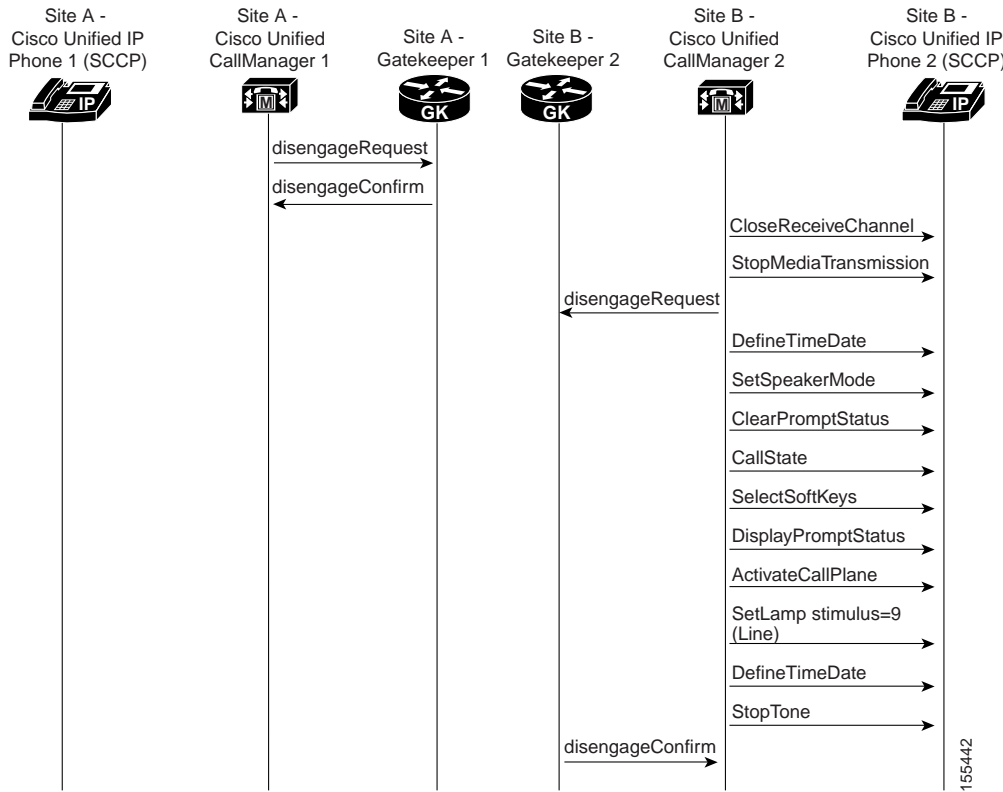 Site A -
Cisco Unified IP
Phone 1 (SCCP)
Site A -
Cisco Unified
CallManager 1
Site A -
Gatekeeper 1
Site B -
Gatekeeper 2
Site B -
Cisco Unified
CallManager 2
Site B -
Cisco Unified IP
Phone 2 (SCCP)
IP
M
GK
GK
M
IP
disengageRequest
disengageConfirm
CloseReceiveChannel
StopMediaTransmission
disengageRequest
DefineTimeDate
SetSpeakerMode
ClearPromptStatus
CallState
SelectSoftKeys
DisplayPromptStatus
ActivateCallPlane
SetLamp stimulus=9
(Line)
DefineTimeDate
StopTone
disengageConfirm
155442